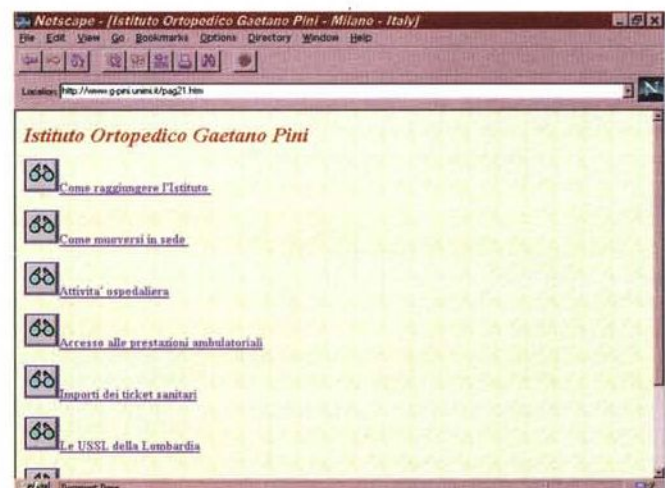 Netscape - [Istituto Ortopedico Gaetano Pini - Milano - Italy]
File Edit View Go Bookmarks Options Directory Window Help
Location: http://www.g-pini.unimi.it/pag21.htm
N
Istituto Ortopedico Gaetano Pini
Come raggiungere l'Istituto
Come muoversi in sede
Attivita' ospedaliera
Accesso alle prestazioni ambulatoriali
Importi dei ticket sanitari
Le USSL della Lombardia
Document Done